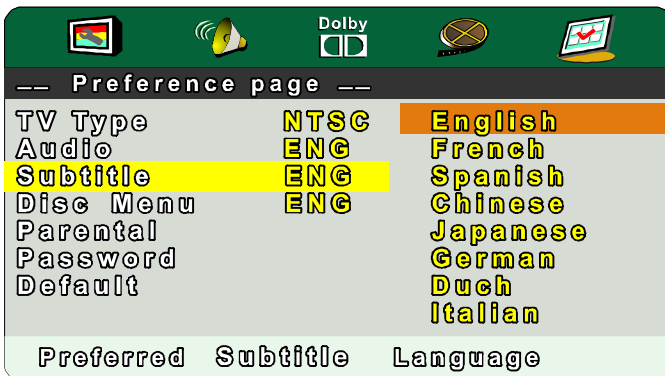 Dolby
-- Preference page --
TV Type NTSC English
Audio ENG French
Subtitle ENG Spanish
Disc Menu ENG Chinese
Parental Japanese
Password German
Default Duch
Italian
Preferred Subtitle Language